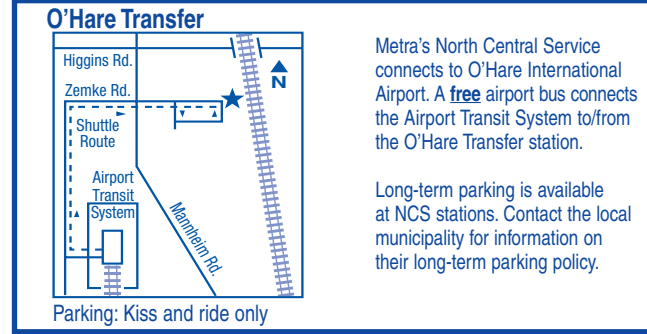 O’Hare Transfer
Higgins Rd.
N
Zemke Rd.
Shuttle
Route
Airport
Transit
System
Mannheim Rd.
Parking: Kiss and ride only
Metra’s North Central Service
connects to O’Hare International
Airport. A free airport bus connects
the Airport Transit System to/from
the O’Hare Transfer station.
Long-term parking is available
at NCS stations. Contact the local
municipality for information on
their long-term parking policy.